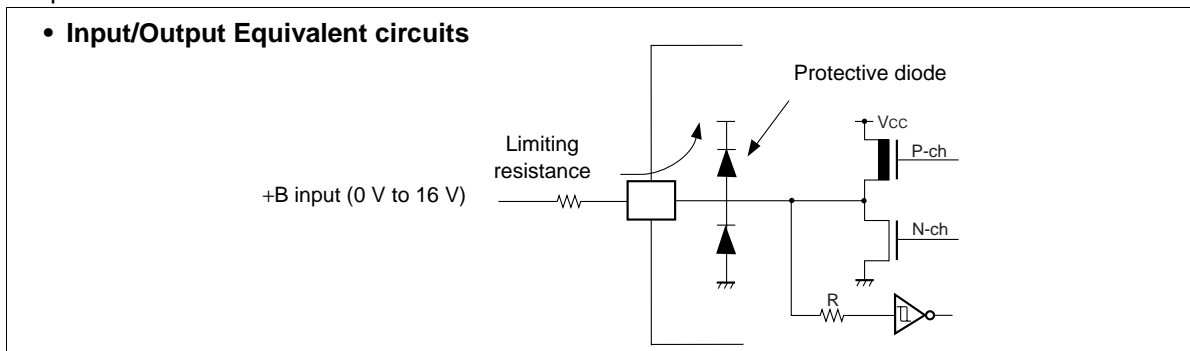 • Input/Output Equivalent circuits
Protective diode
Limiting
resistance
VCC
P-ch
+B input (0 V to 16 V)
N-ch
R